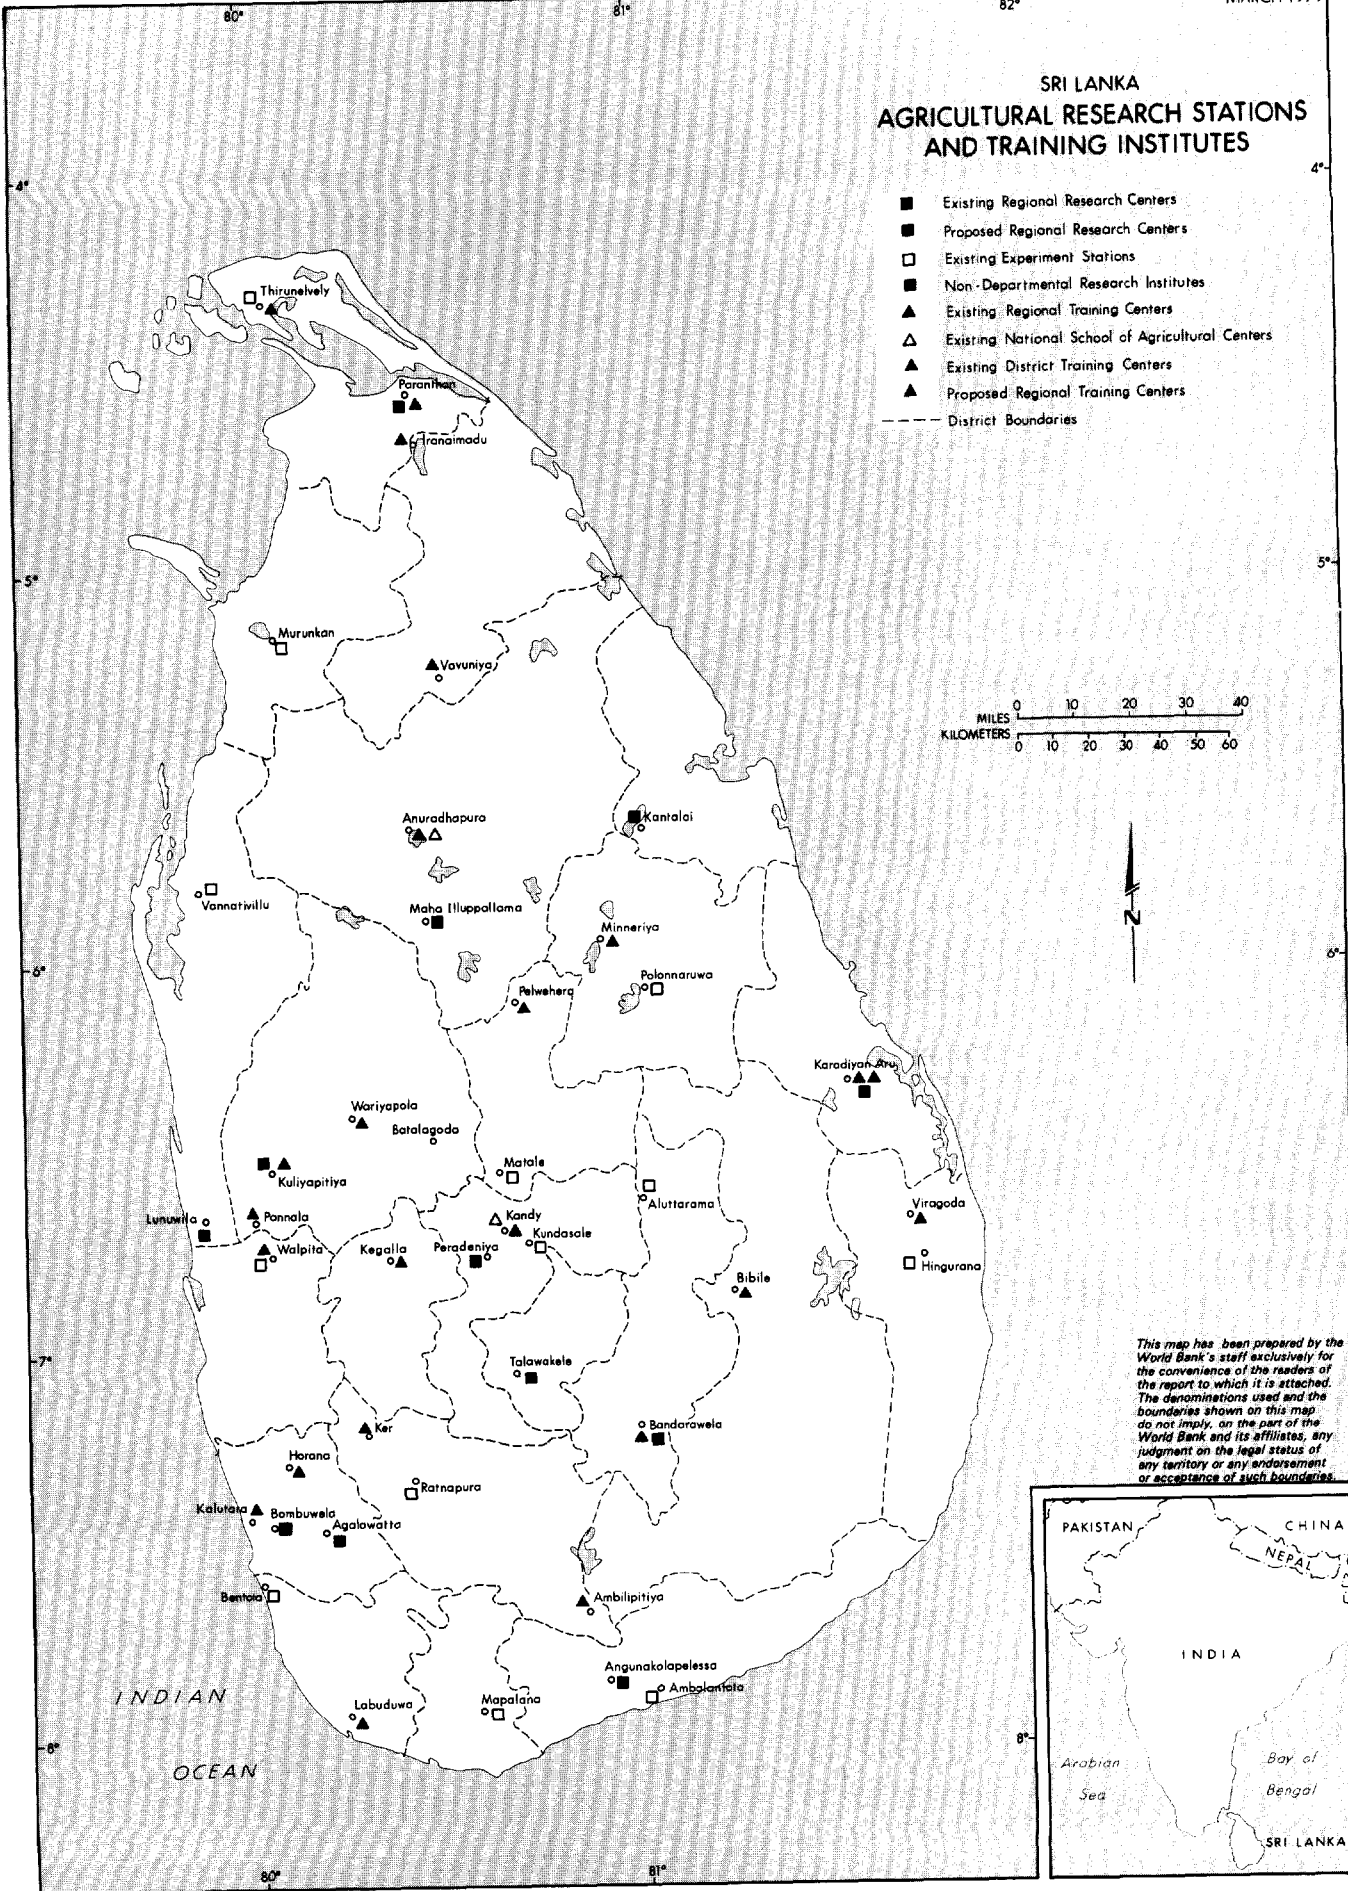 80°
81°
82°
SRI LANKA
AGRICULTURAL RESEARCH STATIONS
AND TRAINING INSTITUTES
4°
4°
Existing Regional Research Centers
Proposed Regional Research Centers
Existing Experiment Stations
Non-Departmental Research Institutes
Existing Regional Training Centers
Existing National School of Agricultural Centers
Existing District Training Centers
Proposed Regional Training Centers
District Boundaries
Thirunelvely
Paranthan
Iranaimadu
5°
5°
Murunkan
Vavuniya
MILES 0 10 20 30 40
KILOMETERS 0 10 20 30 40 50 60
Anuradhapura
Kantalai
Vannativillu
Maha Illuppallama
N
Minneriya
6°
6°
Polonnaruwa
Pelwehera
Karadiyan Aru
Wariyapola
Batalagoda
Matale
Kuliyapitiya
Aluttarama
Viragoda
Lunuwila
Pannala
Kandy
Kundasale
Walpita
Kegalla
Peradeniya
Hingurana
Bibile
7°
Talawakele
This map has been prepared by the
World Bank's staff exclusively for
the convenience of the readers of
the report to which it is attached.
The denominations used and the
boundaries shown on this map
do not imply, on the part of the
World Bank and its affiliates, any
judgment on the legal status of
any territory or any endorsement
or acceptance of such boundaries.
Bandarawela
Ker
Horana
Ratnapura
Kalutara
Bombuwela
Agalawatta
Bentota
Ambilipitiya
Angunakolapelessa
Ambalantota
Labuduwa
Mapalana
INDIAN
OCEAN
8°
8°
80°
81°
PAKISTAN
CHINA
NEPAL
INDIA
Arabian
Sea
Bay of
Bengal
SRI LANKA